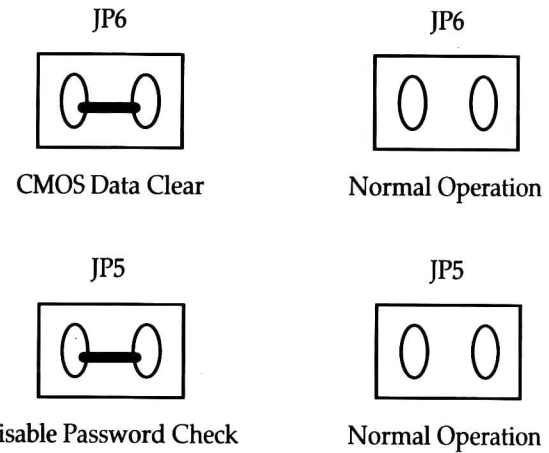 JP6
JP6
CMOS Data Clear
Normal Operation
JP5
JP5
isable Password Check
Normal Operation